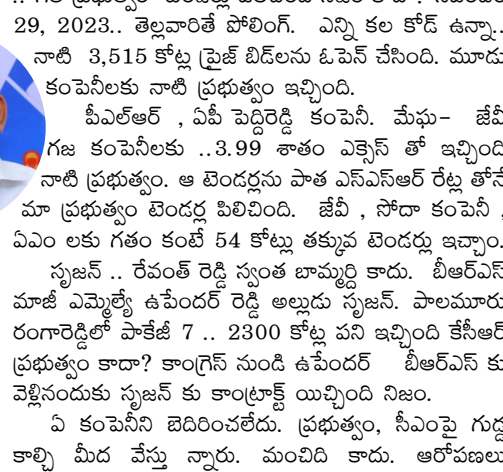 29, 2023.. తెల్లవారితే పోలింగ్. ఎన్ని కల కోడ్ ఉన్నా..
నాటి 3,515 కోట్ల ప్రైజ్ బిడ్‌లను ఓపెన్ చేసింది. మూడు
కంపెనీలకు నాటి ప్రభుత్వం ఇచ్చింది.
పీఎల్ఆర్ , ఏపీ పెద్దిరెడ్డి కంపెనీ. మేఘ- జేవీ
గజ కంపెనీలకు ..3.99 శాతం ఎక్సెస్ తో ఇచ్చింది
నాటి ప్రభుత్వం. ఆ టెండర్లను పాత ఎస్ఎస్ఆర్ రేట్ల తోనే
మా ప్రభుత్వం టెండర్ల పిలిచింది. జేవీ , సోదా కంపెనీ ,
ఏఎం లకు గతం కంటే 54 కోట్లు తక్కువ టెండర్లు ఇచ్చాం.
సృజన్ .. రేవంత్ రెడ్డి స్వంత బామ్మర్ది కాదు. బీఆర్ఎస్
మాజీ ఎమ్మెల్యే ఉపేందర్ రెడ్డి అల్లుడు సృజన్. పాలమూరు
రంగారెడ్డిలో పాకేజీ 7 .. 2300 కోట్ల పని ఇచ్చింది కేసీఆర్
ప్రభుత్వం కాదా? కాంగ్రెస్ నుండి ఉపేందర్ బీఆర్ఎస్ కు
వెళ్లినందుకు సృజన్ కు కాంట్రాక్ట్ యిచ్చింది నిజం.
ఏ కంపెనీని బెదిరించలేదు. ప్రభుత్వం, సీఎంపై గుడ్డ
కాల్చి మీద వేస్తు న్నారు. మంచిది కాదు. ఆరోపణలు